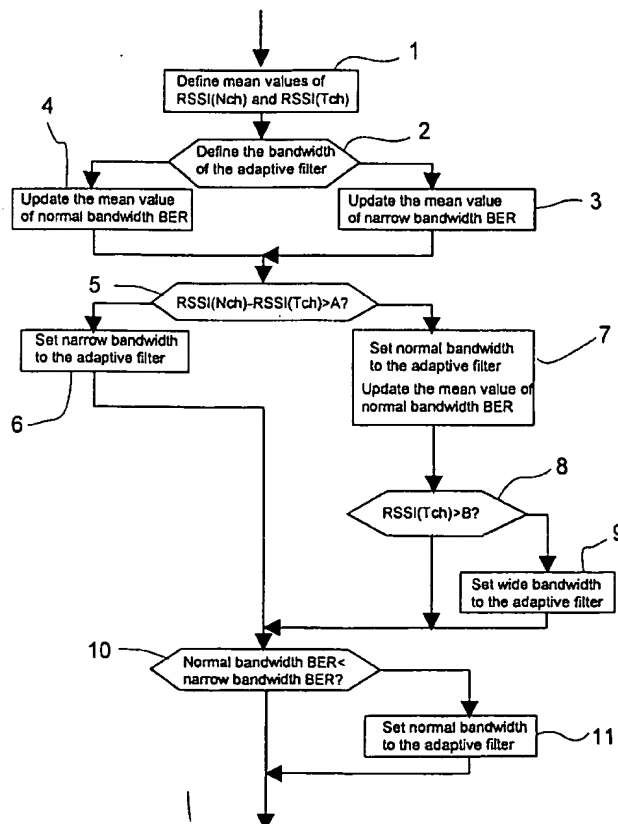 1
Define mean values of
RSSI(Nch) and RSSI(Tch)
4
2
Define the bandwidth
of the adaptive filter
Update the mean value
of normal bandwidth BER
Update the mean value
of narrow bandwidth BER
3
5
RSSI(Nch)-RSSI(Tch)>A?
Set narrow bandwidth
to the adaptive filter
6
Set normal bandwidth
to the adaptive filter
Update the mean value of
normal bandwidth BER
7
8
RSSI(Tch)>B?
9
Set wide bandwidth
to the adaptive filter
10
Normal bandwidth BER<
narrow bandwidth BER?
Set normal bandwidth
to the adaptive filter
11